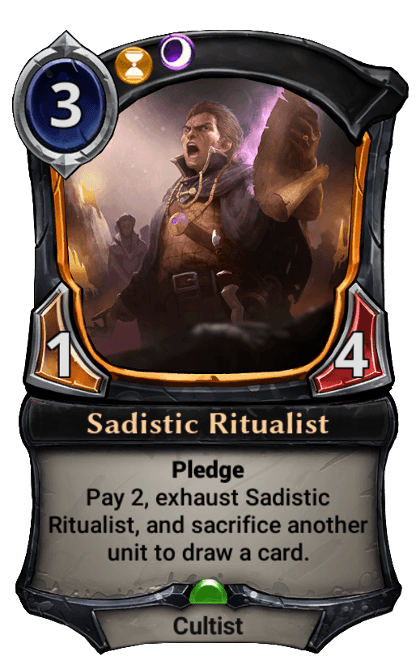 3
1
4
Sadistic Ritualist
Pledge
Pay 2, exhaust Sadistic
Ritualist, and sacrifice another
unit to draw a card.
Cultist